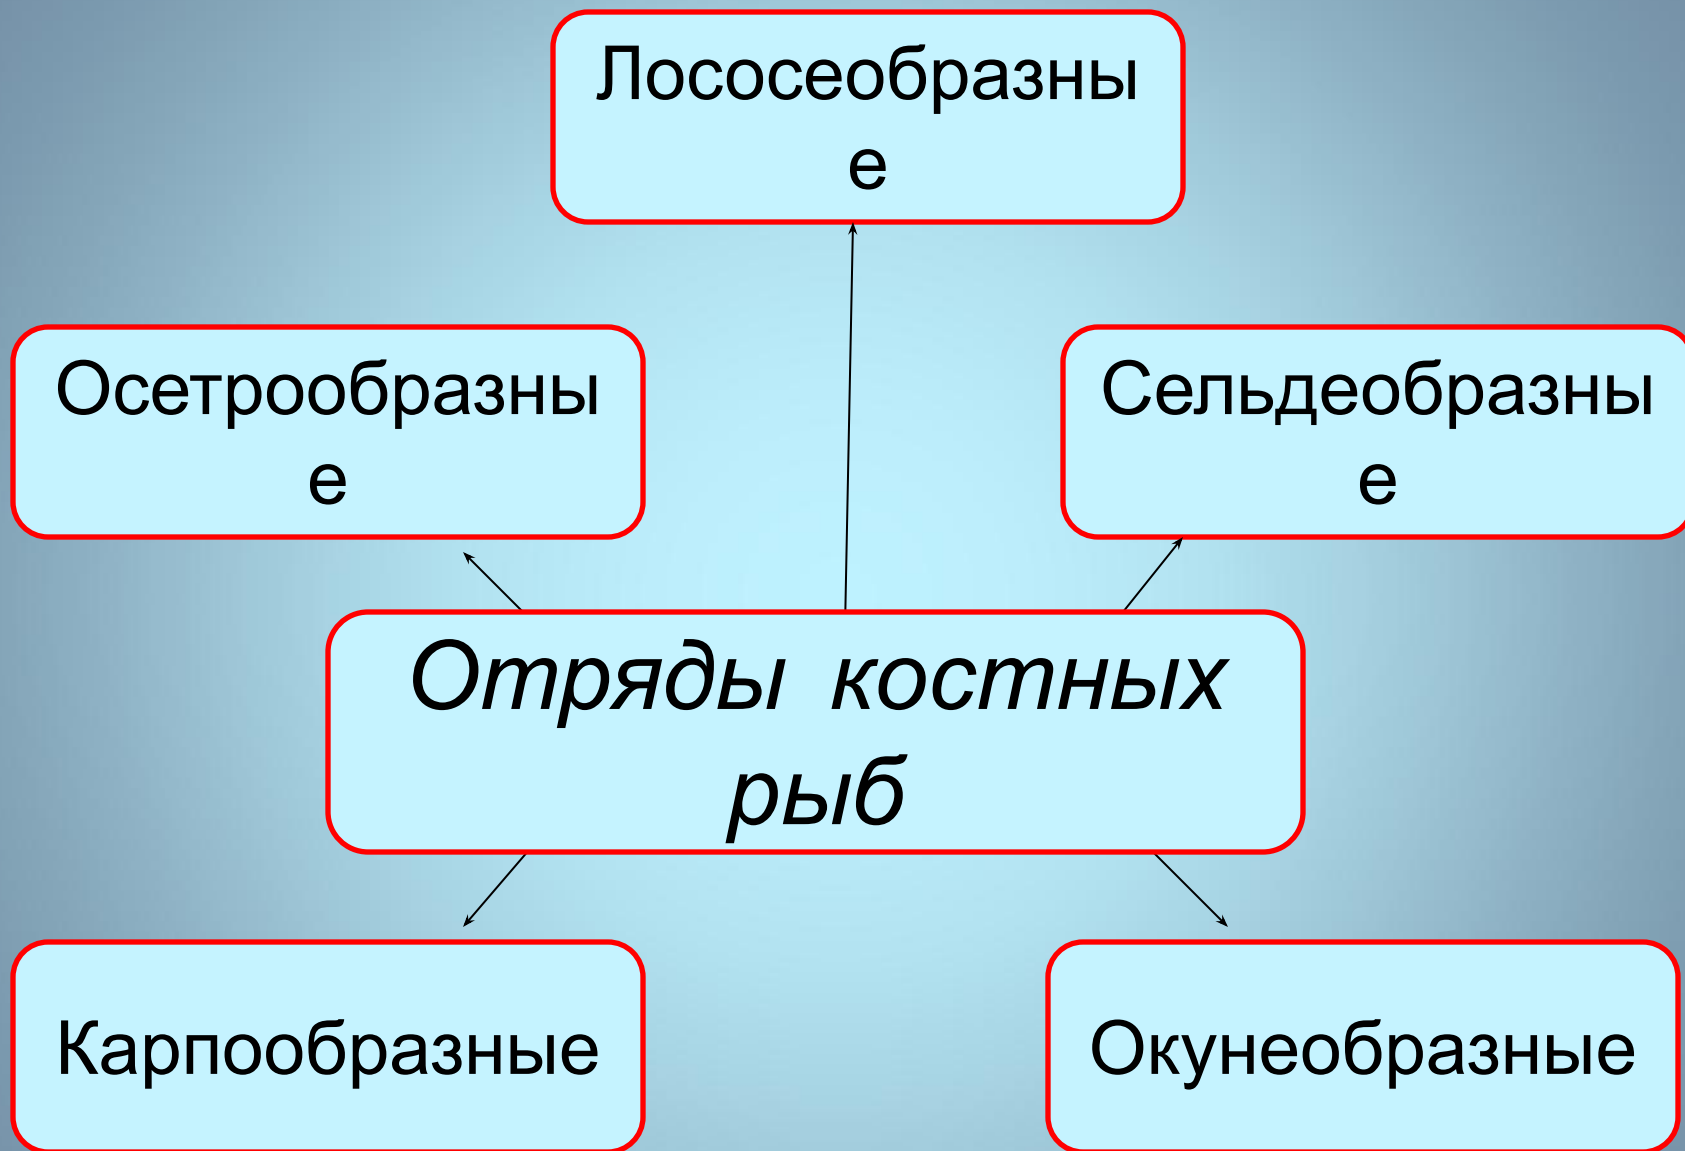 Лососеобразны
е
Осетрообразны
е
Сельдеобразны
е
Отряды костных
рыб
Карпообразные
Окунеобразные